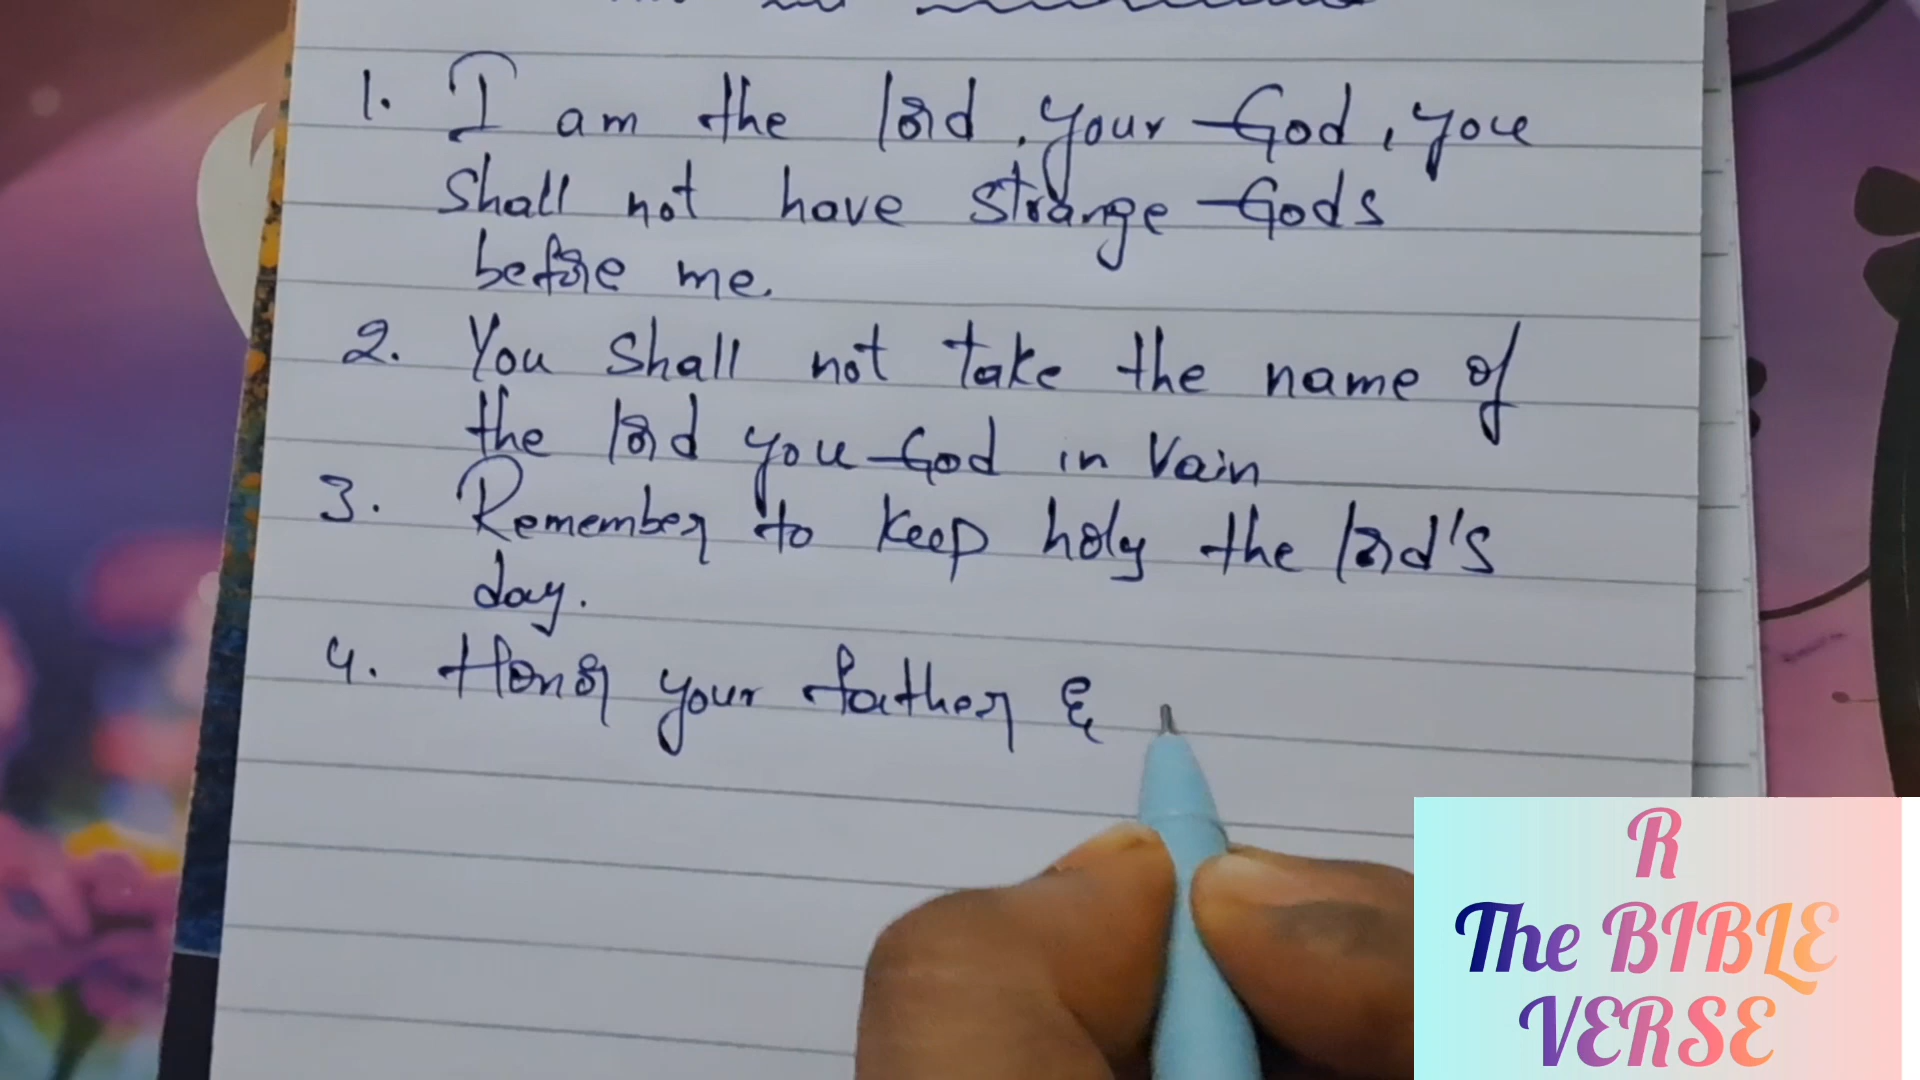 1. I am the lord, your God, you
shall not have strange Gods
before me.
2. You shall not take the name of
the lord you God in vain
3. Remember to keep holy the lord's
day.
4. Honor your father &
R
The BIBLE
VERSE